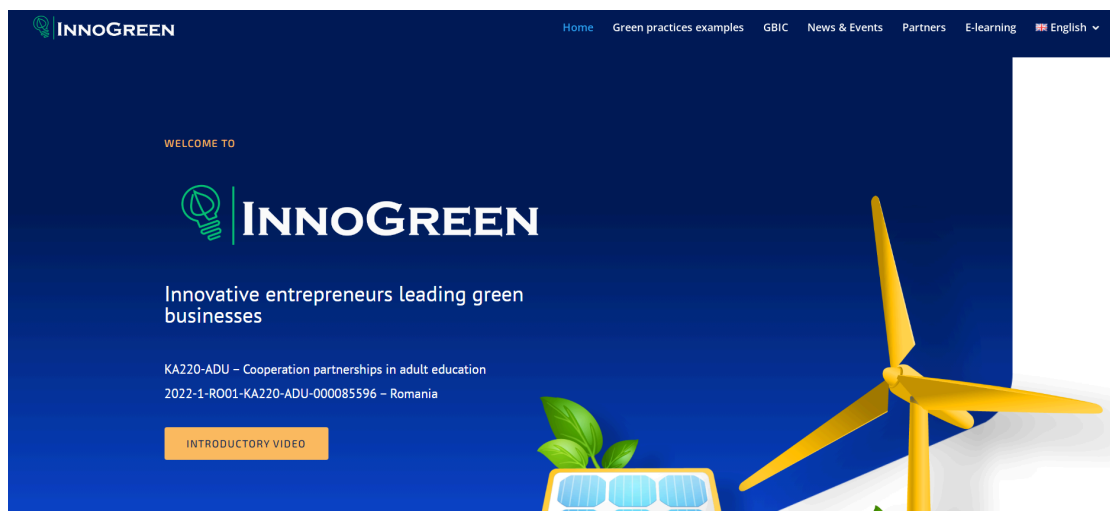 INNOGREEN
Home Green practices examples GBIC News & Events Partners E-learning English
WELCOME TO
INNOGREEN
Innovative entrepreneurs leading green
businesses
KA220-ADU – Cooperation partnerships in adult education
2022-1-RO01-KA220-ADU-000085596 – Romania
INTRODUCTORY VIDEO